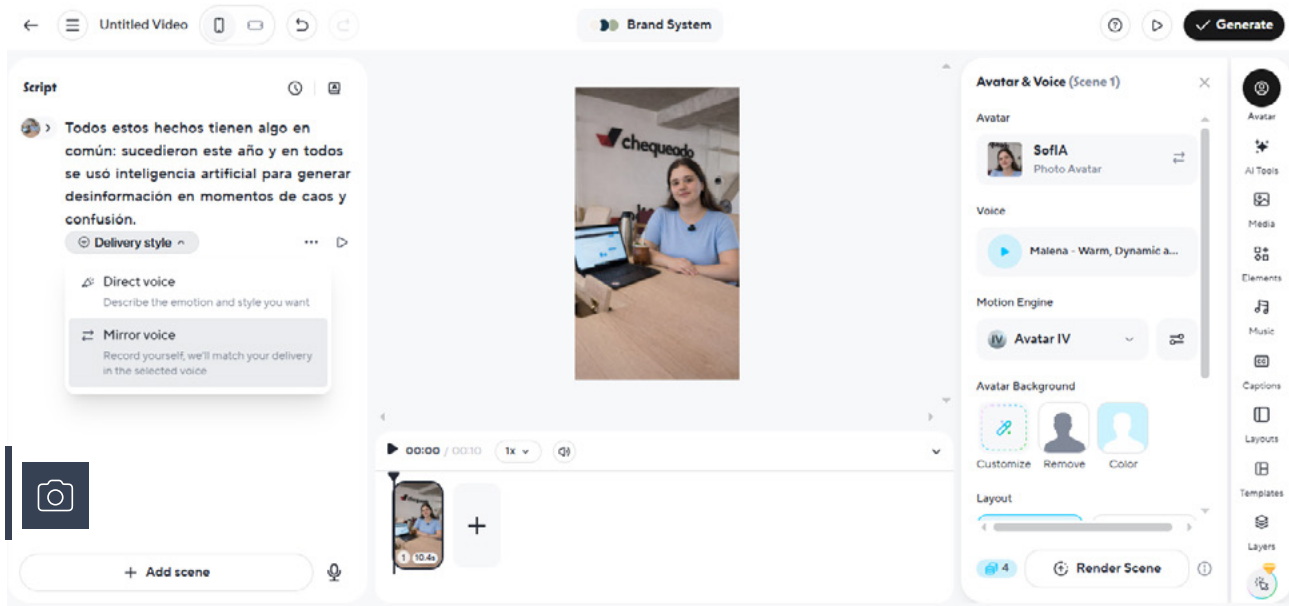 Untitled Video
Brand System
Generate
Script
Todos estos hechos tienen algo en
común: sucedieron este año y en todos
se usó inteligencia artificial para generar
desinformación en momentos de caos y
confusión.
Delivery style
Direct voice
Describe the emotion and style you want
Mirror voice
Record yourself, we'll match your delivery
in the selected voice
+ Add scene
chequeado
00:00 / 00:10
1x
1 10.4s
+
Avatar & Voice (Scene 1)
Avatar
SofIA
Photo Avatar
Voice
Malena - Warm, Dynamic a...
Motion Engine
IV Avatar IV
Avatar Background
Customize Remove Color
Layout
4
Render Scene
Avatar
AI Tools
Media
Elements
Music
CC
Captions
Layouts
Templates
Layers